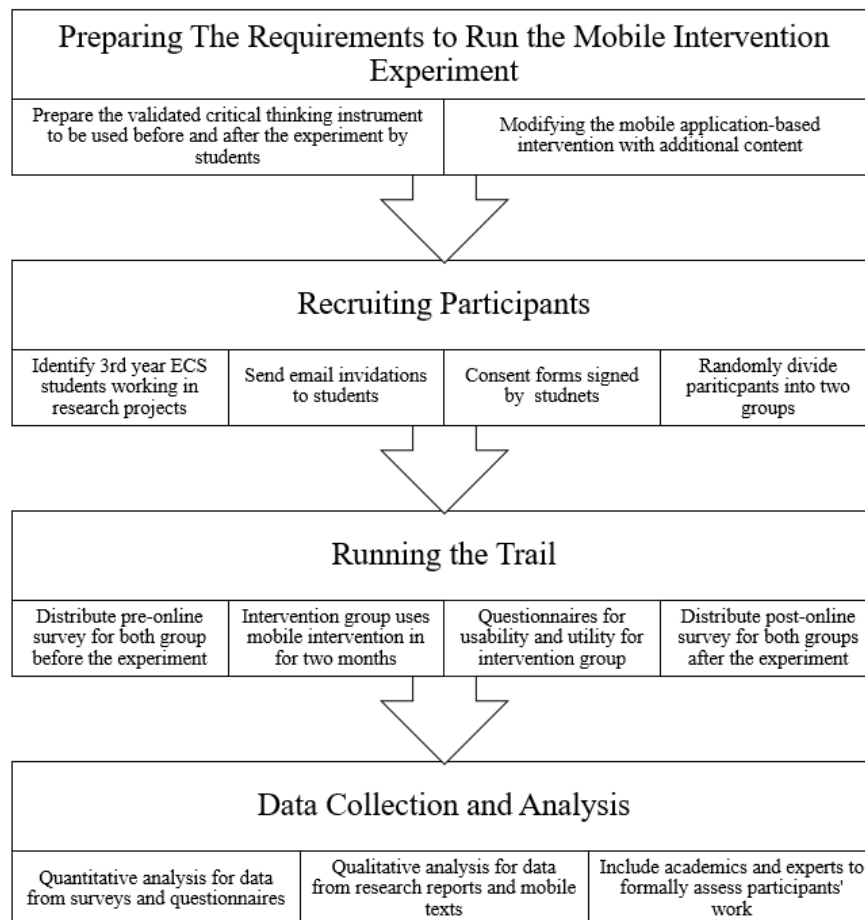 Preparing The Requirements to Run the Mobile Intervention
Experiment
Prepare the validated critical thinking instrument
to be used before and after the experiment by
students
Modifying the mobile application-based
intervention with additional content
Recruiting Participants
Identify 3rd year ECS
students working in
research projects
Send email invidations
to students
Consent forms signed
by studnets
Randomly divide
pariticpants into two
groups
Running the Trail
Distribute pre-online
survey for both group
before the experiment
Intervention group uses
mobile intervention in
for two months
Questionnaires for
usability and utility for
intervention group
Distribute post-online
survey for both groups
after the experiment
Data Collection and Analysis
Quantitative analysis for data
from surveys and questionnaires
Qualitative analysis for data
from research reports and mobile
texts
Include academics and experts to
formally assess participants'
work